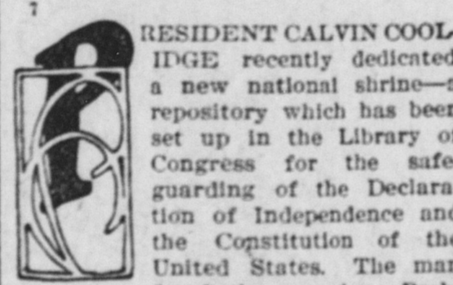 7
PRESIDENT CALVIN COOL-
IDGE recently dedicated
a new national shrine—a
repository which has been
set up in the Library of
Congress for the safe
guarding of the Declara
tion of Independence and
the Constitution of the
United States. The man